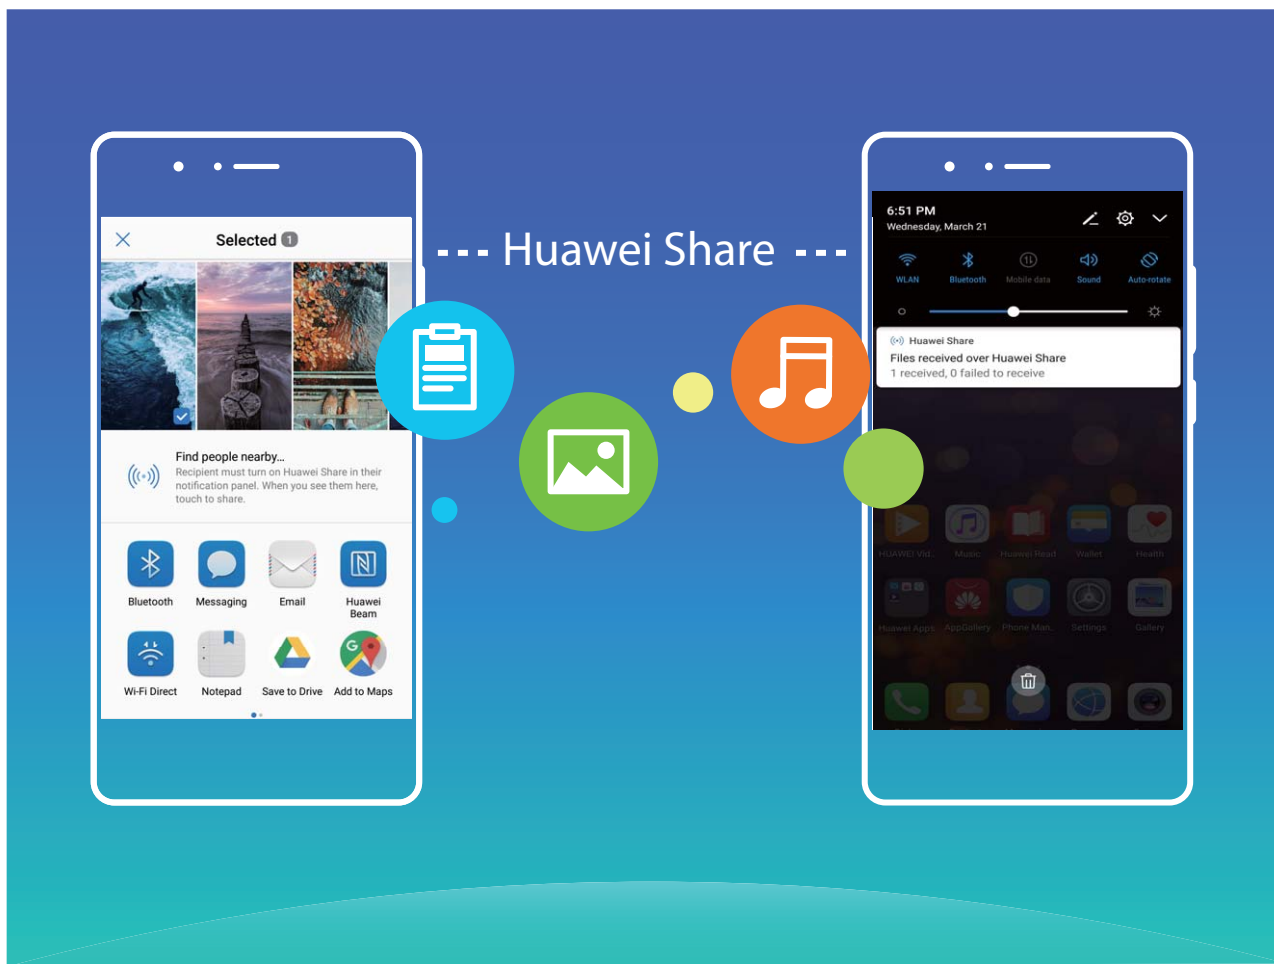 Huawei Share
Selected 1
Find people nearby...
Recipient must turn on Huawei Share in their
notification panel. When you see them here,
touch to share.
Bluetooth
Messaging
Email
Huawei
Beam
Wi-Fi Direct
Notepad
Save to Drive
Add to Maps
6:51 PM
Wednesday, March 21
WLAN
Bluetooth
Mobile data
Sound
Auto-rotate
Huawei Share
Files received over Huawei Share
1 received, 0 failed to receive
HUAWEI Vid..
Music
Huawei Read
Wallet
Health
Huawei Apps
AppGallery
Phone Man..
Settings
Gallery